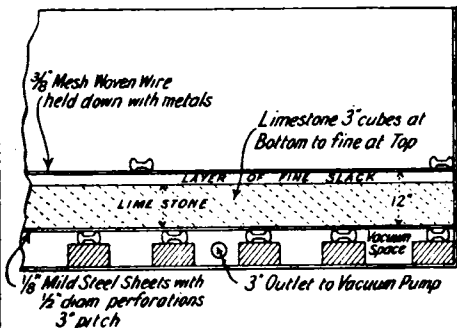 3/8" Mesh Woven Wire
held down with metals
Limestone 3" cubes at
Bottom to fine at Top
LAYER OF FINE SLACK
LIME STONE
12"
Vacuum
Space
1/8" Mild Steel Sheets with
1/2" diam perforations
3" pitch
3" Outlet to Vacuum Pump